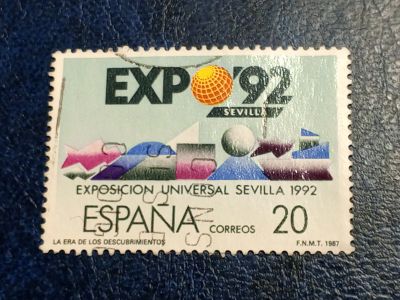 EXPO '92
SEVILLA
EXPOSICION UNIVERSAL SEVILLA 1992
ESPAÑA CORREOS 20
LA ERA DE LOS DESCUBRIMIENTOS F.N.M.T. 1987